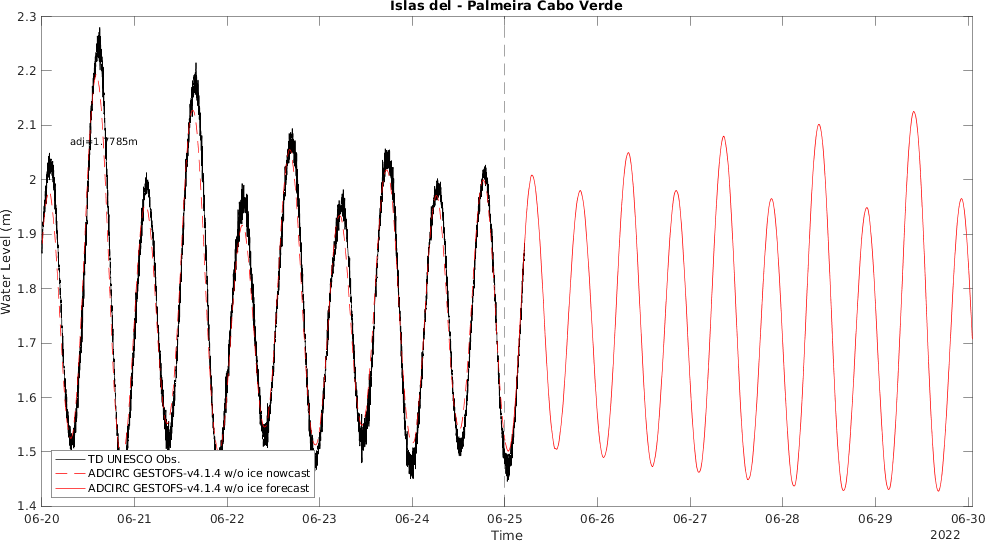 Islas del - Palmeira Cabo Verde
2.3
2.2
2.1
2
1.9
1.8
1.7
1.6
1.5
1.4
Water Level (m)
adj=1.7785m
TD UNESCO Obs.
ADCIRC GESTOFS-v4.1.4 w/o ice nowcast
ADCIRC GESTOFS-v4.1.4 w/o ice forecast
06-20 06-21 06-22 06-23 06-24 06-25 06-26 06-27 06-28 06-29 06-30
Time
2022